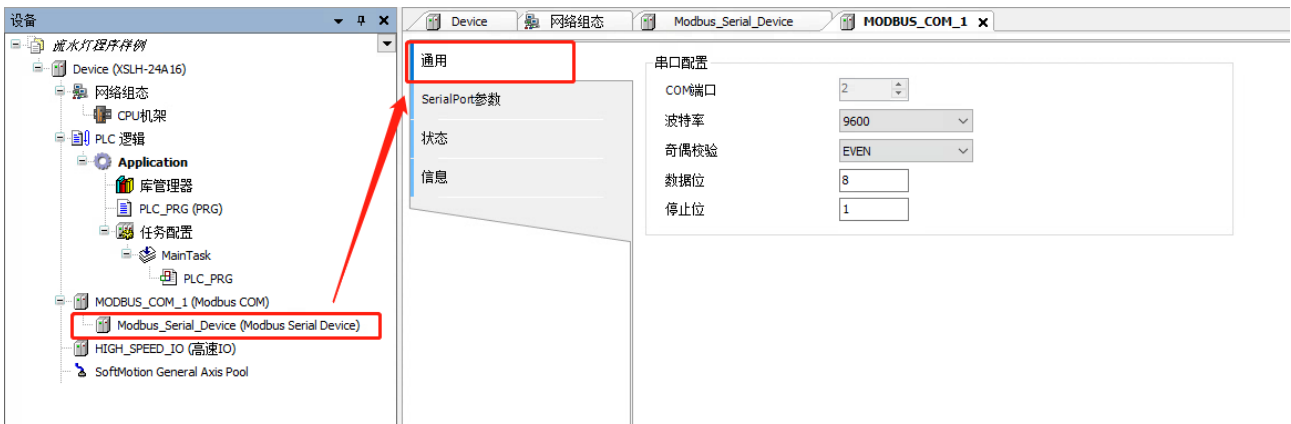 设备
流水灯程序样例
Device (XSLH-24A16)
网络组态
CPU机架
PLC 逻辑
Application
库管理器
PLC_PRG (PRG)
任务配置
MainTask
PLC_PRG
MODBUS_COM_1 (Modbus COM)
Modbus_Serial_Device (Modbus Serial Device)
HIGH_SPEED_IO (高速IO)
SoftMotion General Axis Pool
Device
网络组态
Modbus_Serial_Device
MODBUS_COM_1
通用
SerialPort参数
状态
信息
串口配置
COM端口 2
波特率 9600
奇偶校验 EVEN
数据位 8
停止位 1